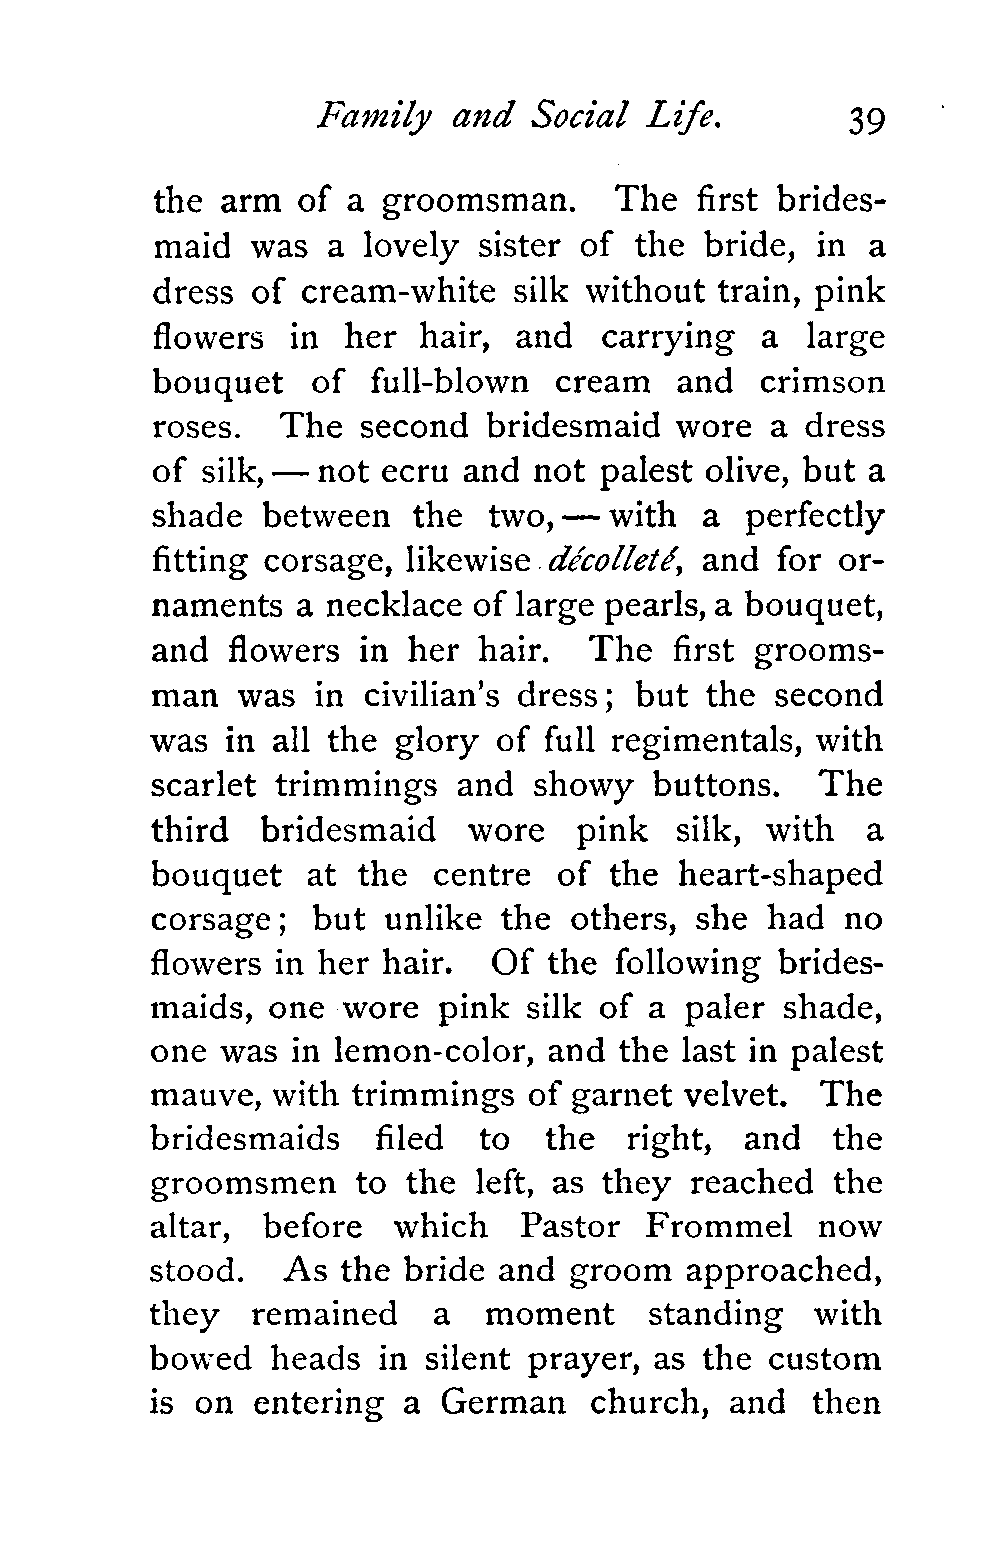 Family and Social Life. 39
the arm of a groomsman. The first brides-
maid was a lovely sister of the bride, in a
dress of cream-white silk without train, pink
flowers in her hair, and carrying a large
bouquet of full-blown cream and crimson
roses. The second bridesmaid wore a dress
of silk, — not ecru and not palest olive, but a
shade between the two, — with a perfectly
fitting corsage, likewise décolleté, and for or-
naments a necklace of large pearls, a bouquet,
and flowers in her hair. The first grooms-
man was in civilian's dress; but the second
was in all the glory of full regimentals, with
scarlet trimmings and showy buttons. The
third bridesmaid wore pink silk, with a
bouquet at the centre of the heart-shaped
corsage; but unlike the others, she had no
flowers in her hair. Of the following brides-
maids, one wore pink silk of a paler shade,
one was in lemon-color, and the last in palest
mauve, with trimmings of garnet velvet. The
bridesmaids filed to the right, and the
groomsmen to the left, as they reached the
altar, before which Pastor Frommel now
stood. As the bride and groom approached,
they remained a moment standing with
bowed heads in silent prayer, as the custom
is on entering a German church, and then